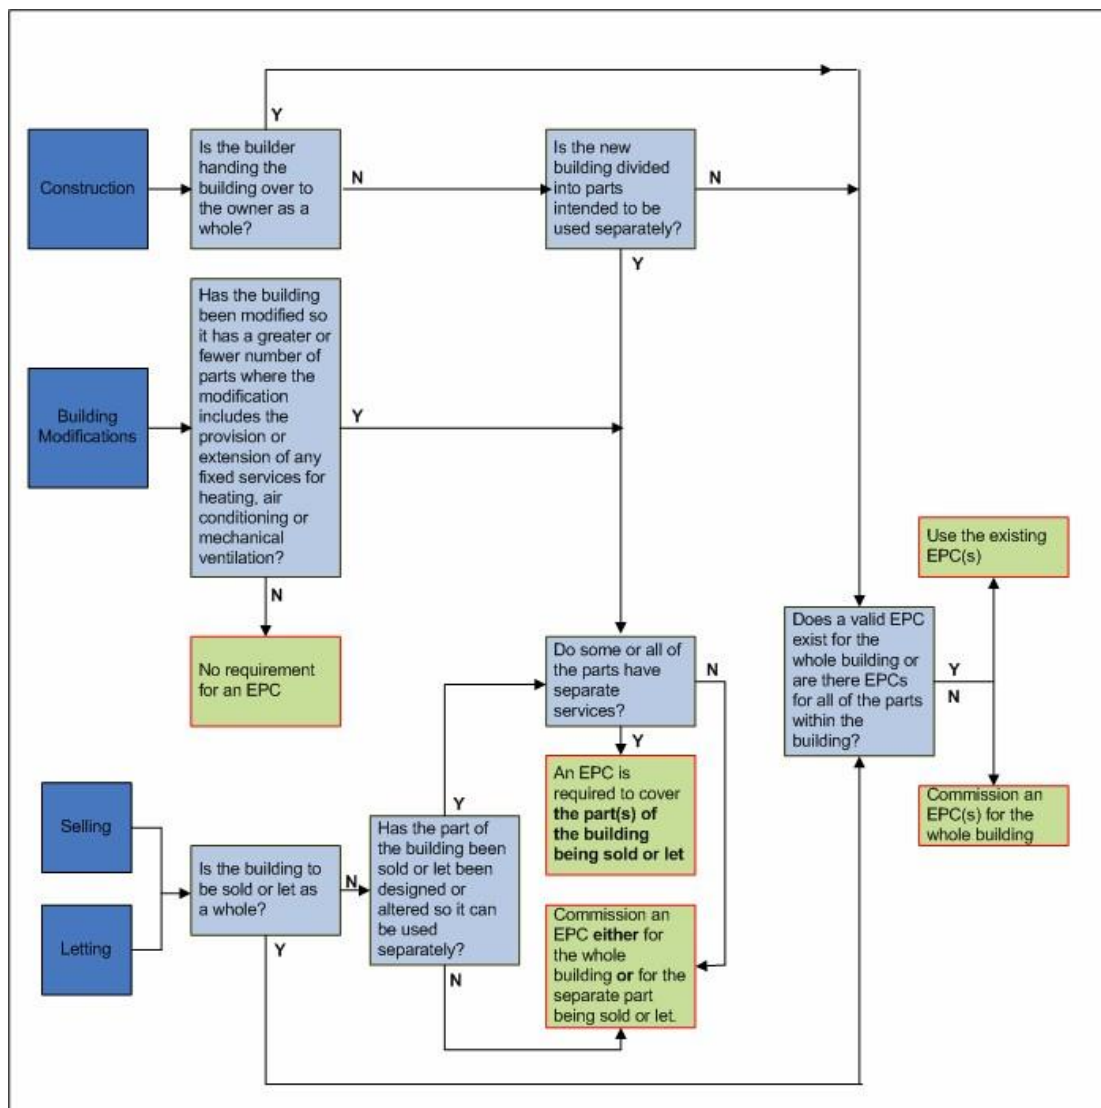 Y
Construction
Is the builder
handing the
building over to
the owner as a
whole?
N
Is the new
building divided
into parts
intended to be
used separately?
N
Y
Building
Modifications
Has the building
been modified so
it has a greater or
fewer number of
parts where the
modification
includes the
provision or
extension of any
fixed services for
heating, air
conditioning or
mechanical
ventilation?
Y
N
No requirement
for an EPC
Do some or all of
the parts have
separate
services?
N
Y
Does a valid EPC
exist for the
whole building or
are there EPCs
for all of the parts
within the
building?
Y
N
Use the existing
EPC(s)
Commission an
EPC(s) for the
whole building
An EPC is
required to cover
the part(s) of
the building
being sold or let
Selling
Letting
Is the building to
be sold or let as
a whole?
N
Y
Y
Has the part of
the building been
sold or let been
designed or
altered so it can
be used
separately?
N
Commission an
EPC either for
the whole
building or for the
separate part
being sold or let.